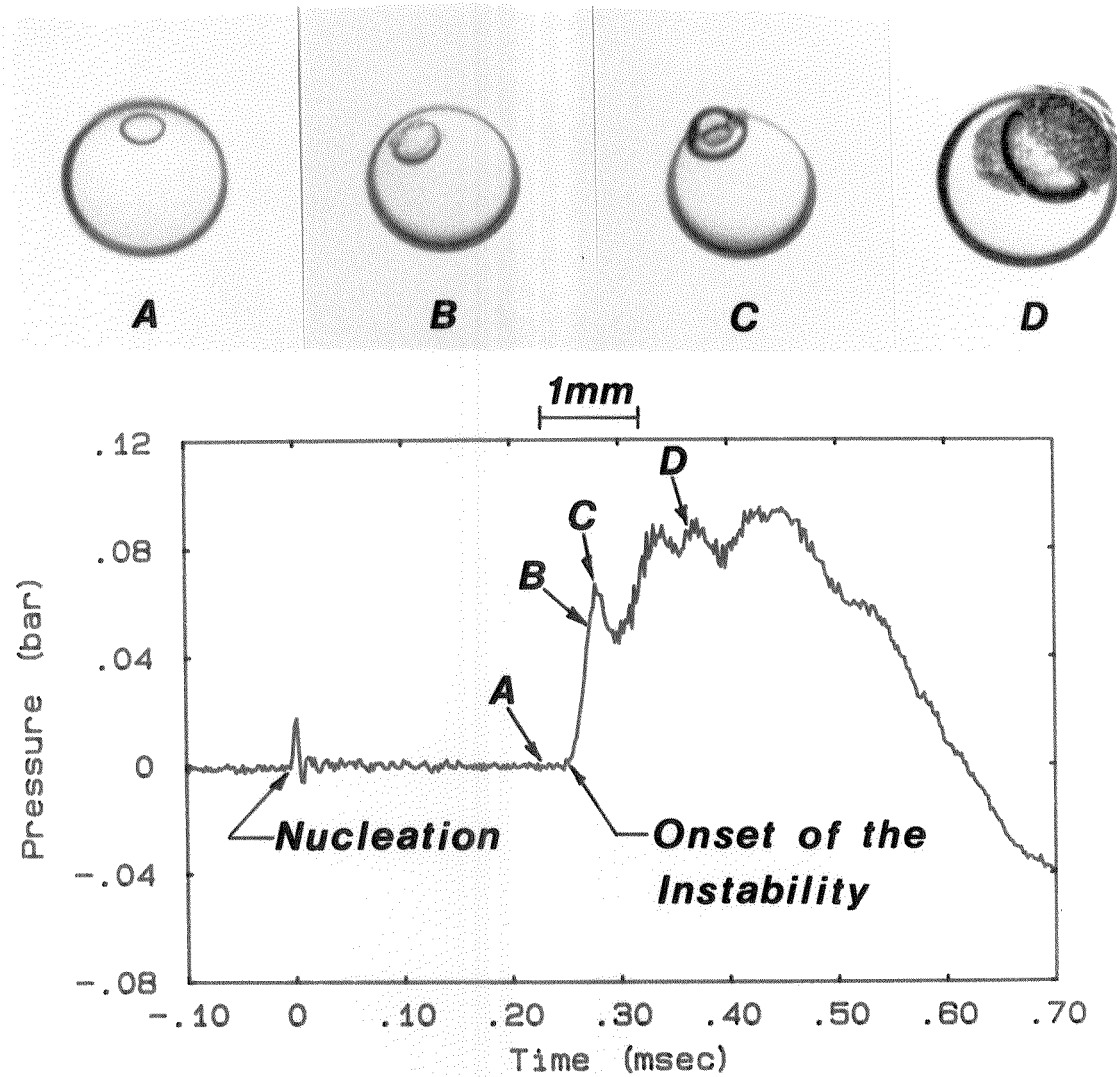 A B C D
1mm
.12
D
C
.08
B
Pressure (bar)
.04
A
0
Nucleation
Onset of the
Instability
-.04
-.08
-.10 0 .10 .20 .30 .40 .50 .60 .70
Time (msec)